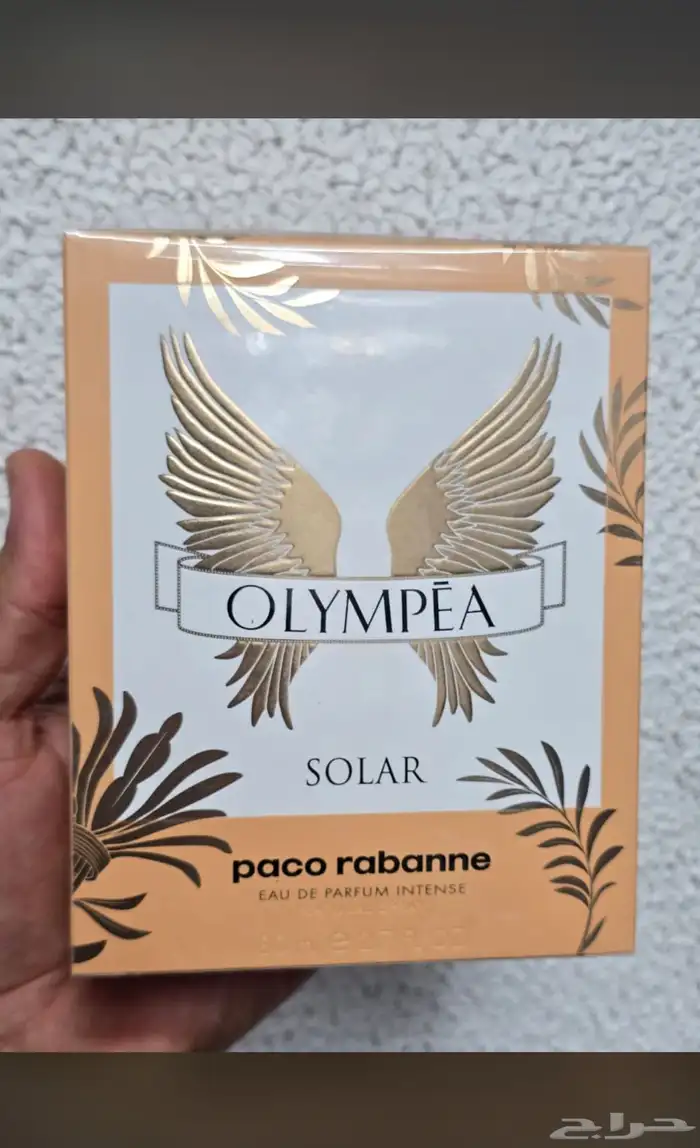 OLYMPĒA
SOLAR
paco rabanne
EAU DE PARFUM INTENSE
حراج